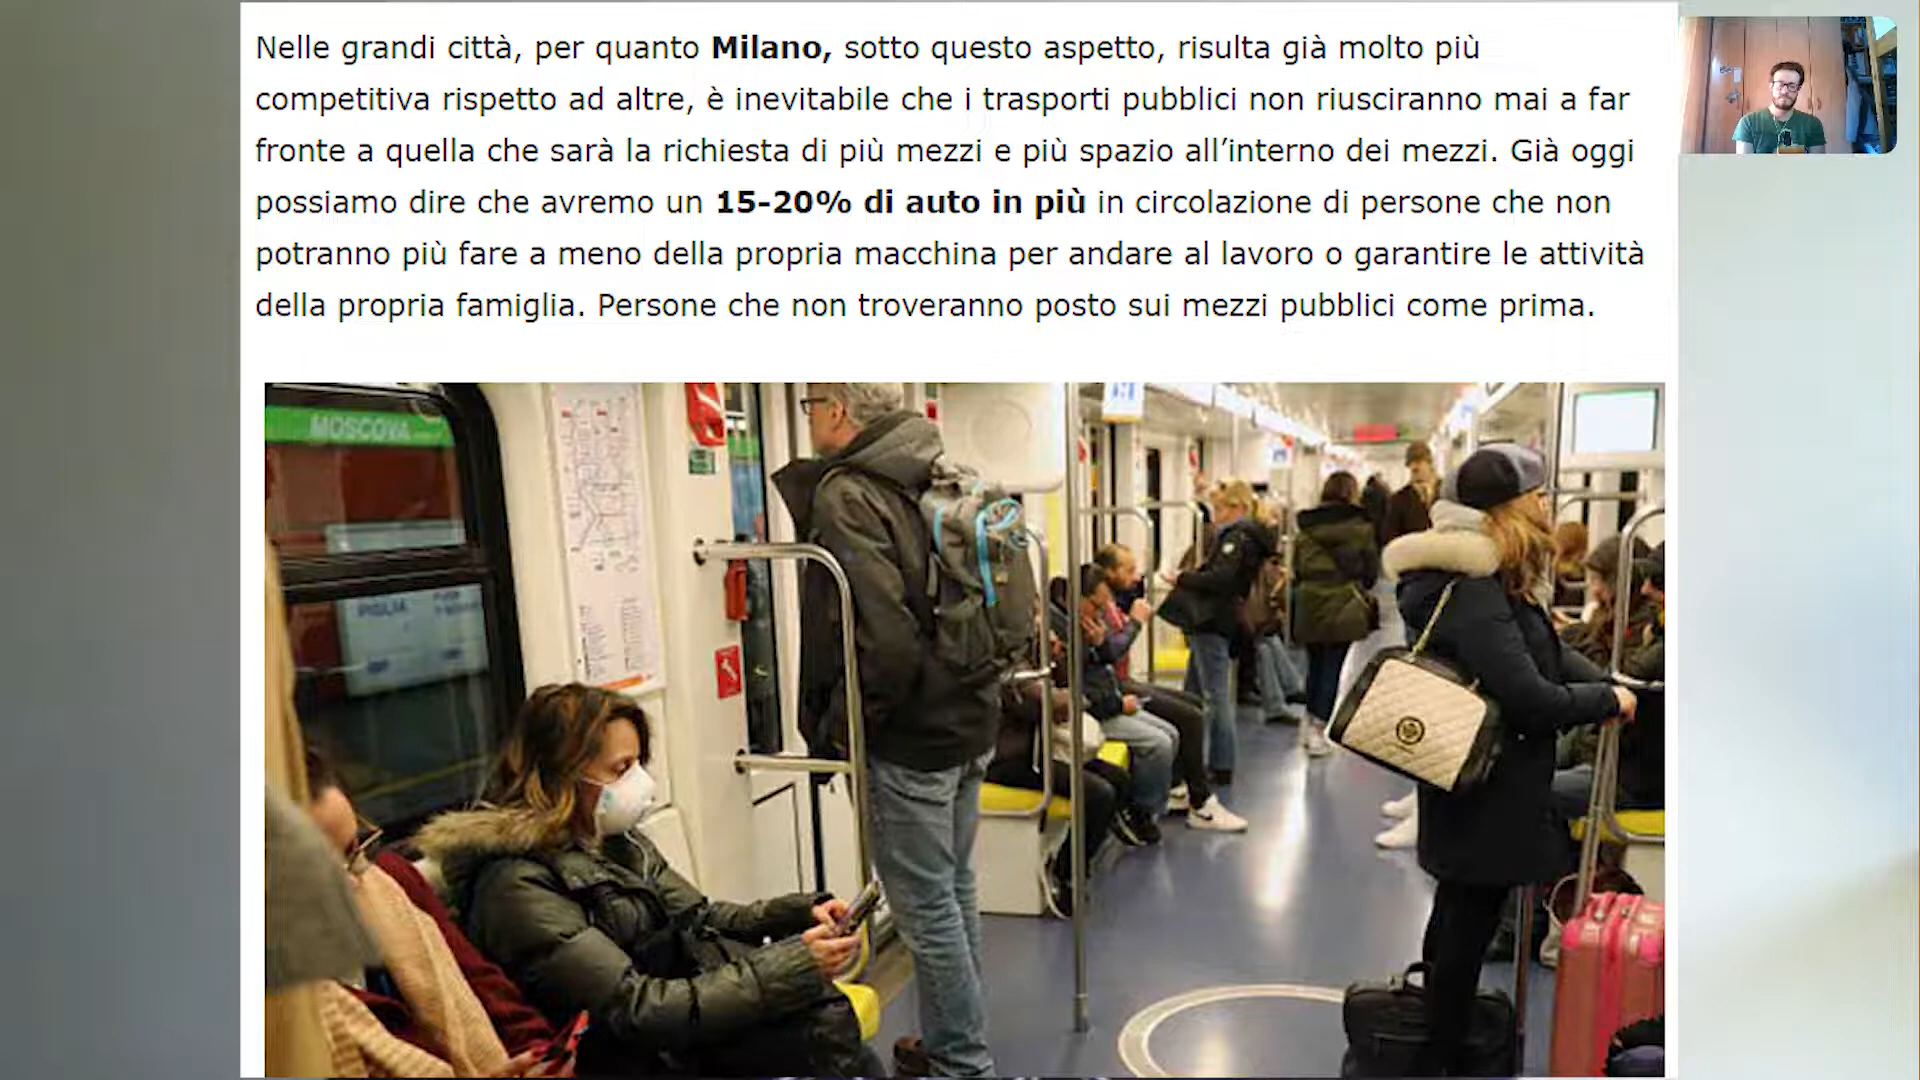 Nelle grandi città, per quanto Milano, sotto questo aspetto, risulta già molto più
competitiva rispetto ad altre, è inevitabile che i trasporti pubblici non riusciranno mai a far
fronte a quella che sarà la richiesta di più mezzi e più spazio all’interno dei mezzi. Già oggi
possiamo dire che avremo un 15-20% di auto in più in circolazione di persone che non
potranno più fare a meno della propria macchina per andare al lavoro o garantire le attività
della propria famiglia. Persone che non troveranno posto sui mezzi pubblici come prima.
MOSCOVA